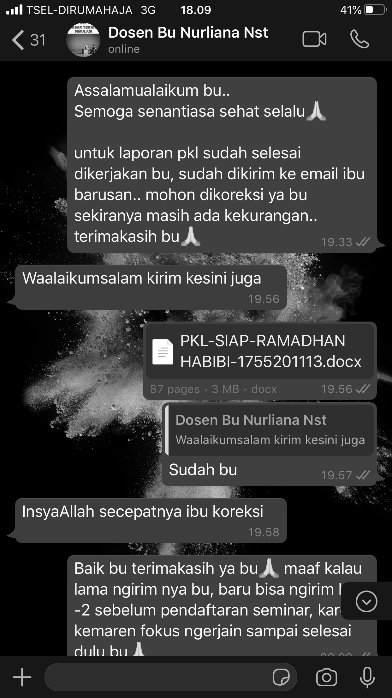 TSEL-DIRUMAHAJA 3G 18.09 41%
31 Dosen Bu Nurliana Nst
online
Assalamualaikum bu..
Semoga senantiasa sehat selalu🙏
untuk laporan pkl sudah selesai
dikerjakan bu, sudah dikirim ke email ibu
barusan.. mohon dikoreksi ya bu
sekiranya masih ada kekurangan..
terimakasih bu🙏 19.33
Waalaikumsalam kirim kesini juga
19.56
PKL-SIAP-RAMADHAN
HABIBI-1755201113.docx
87 pages • 3 MB • docx 19.56
Dosen Bu Nurliana Nst
Waalaikumsalam kirim kesini juga
Sudah bu 19.57
InsyaAllah secepatnya ibu koreksi
19.58
Baik bu terimakasih ya bu🙏 maaf kalau
lama ngirim nya bu, baru bisa ngirim
-2 sebelum pendaftaran seminar,
kemaren fokus ngerjain sampai selesai
dulu bu🙏